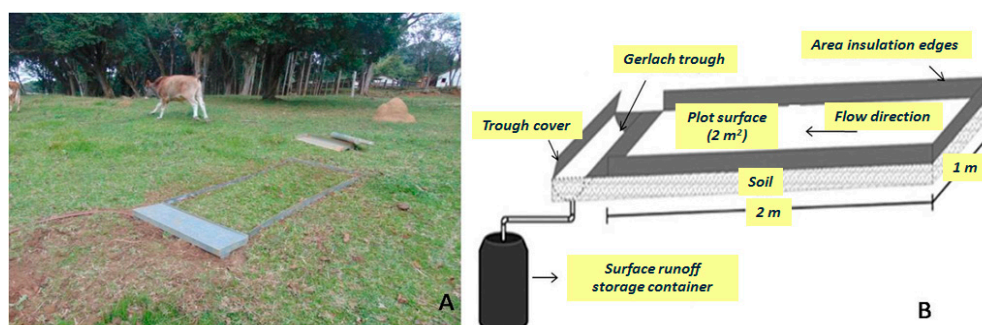 A
Area insulation edges
Gerlach trough
Trough cover
Plot surface
(2 m²)
Flow direction
Soil
1 m
2 m
Surface runoff
storage container
B